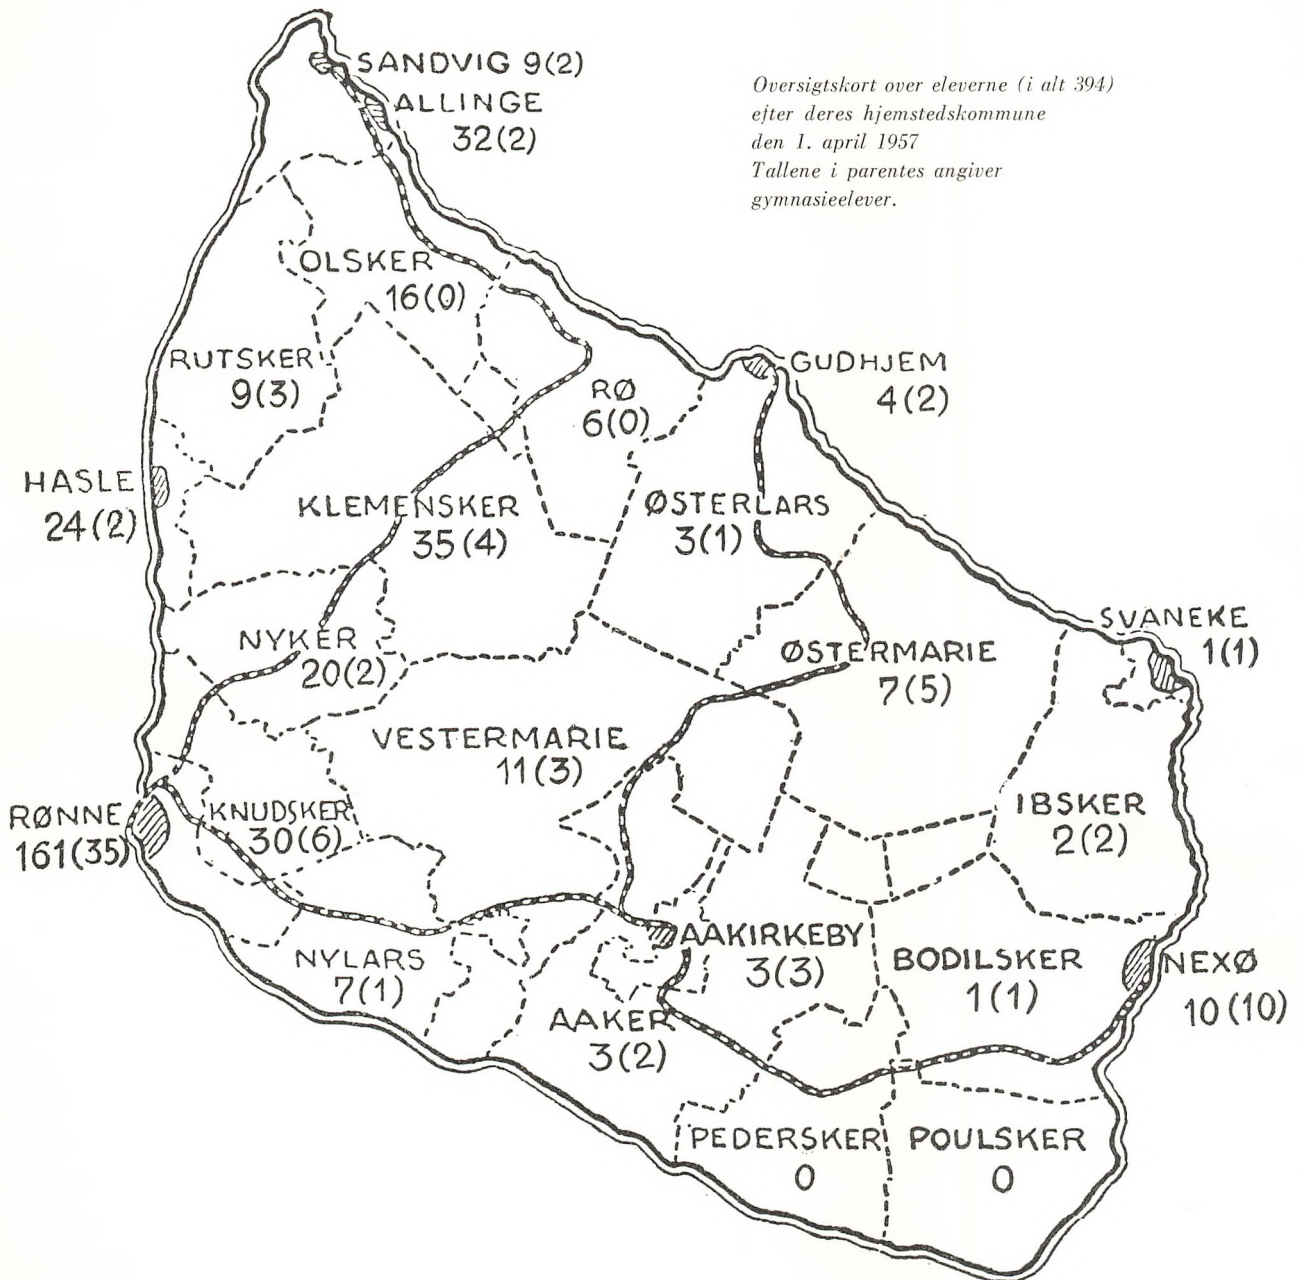 SANDVIG 9(2)
ALLINGE
32(2)
Oversigtskort over eleverne (i alt 394)
efter deres hjemstedskommune
den 1. april 1957
Tallene i parentes angiver
gymnasieelever.
OLSKER
16(0)
RUTSKER
9(3)
RØ
6(0)
GUDHJEM
4(2)
HASLE
24(2)
KLEMENSKER
35(4)
ØSTERLARS
3(1)
SVANEKE
1(1)
NYKER
20(2)
ØSTERMARIE
7(5)
VESTERMARIE
11(3)
RØNNE
161(35)
KNUDSKER
30(6)
IBSKER
2(2)
AAKIRKEBY
3(3)
NYLARS
7(1)
BODILSKER
1(1)
NEXØ
10(10)
AAKER
3(2)
PEDERSKER
0
POULSKER
0